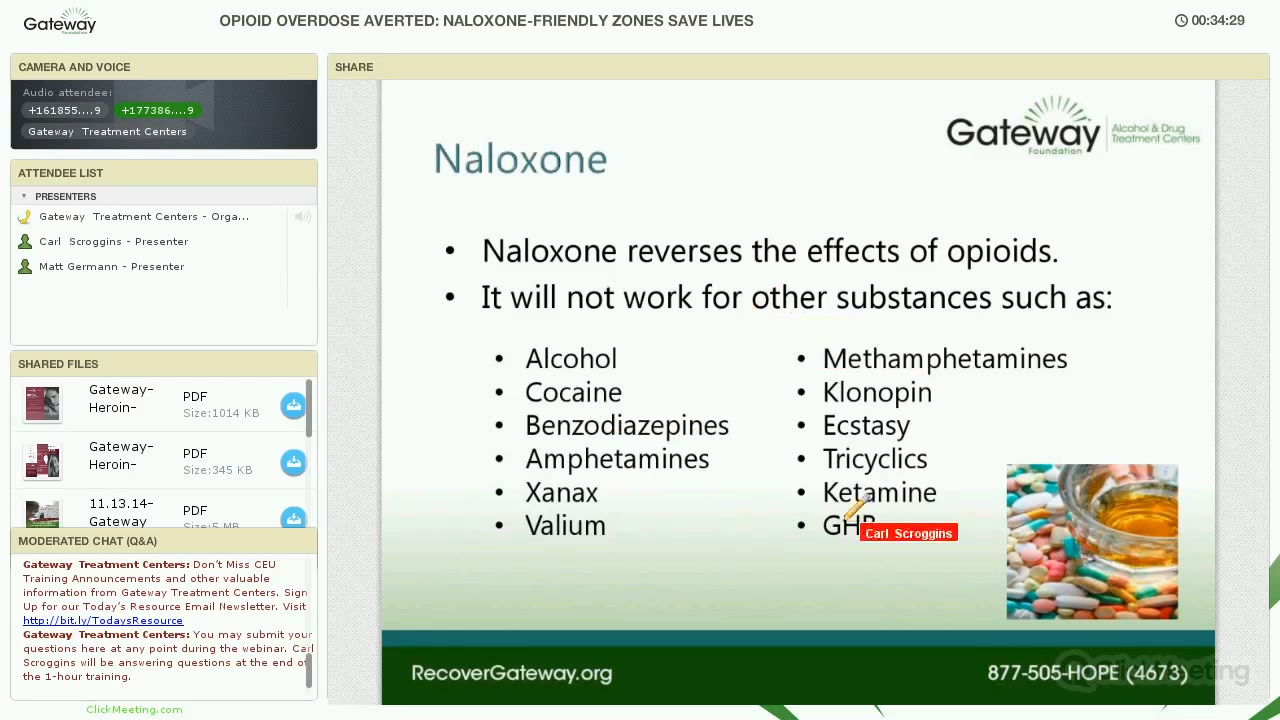 Gateway
Foundation
OPIOID OVERDOSE AVERTED: NALOXONE-FRIENDLY ZONES SAVE LIVES
00:34:29
CAMERA AND VOICE
Audio attendee:
+161855....9
+177386....9
Gateway Treatment Centers
ATTENDEE LIST
PRESENTERS
Gateway Treatment Centers - Orga...
Carl Scroggins - Presenter
Matt Germann - Presenter
SHARED FILES
Gateway-
Heroin-
PDF
Size:1014 KB
Gateway-
Heroin-
PDF
Size:345 KB
11.13.14-
Gateway
PDF
Size:5 MB
MODERATED CHAT (Q&A)
Gateway Treatment Centers: Don't Miss CEU
Training Announcements and other valuable
information from Gateway Treatment Centers. Sign
Up for our Today's Resource Email Newsletter. Visit
http://bit.ly/TodaysResource
Gateway Treatment Centers: You may submit your
question in at any point during the webinar. Carl
Scroggins will be answering questions at the end of
the 1-hour training.
ClickMeeting.com
SHARE
Gateway
Foundation
Alcohol & Drug
Treatment Centers
Naloxone
• Naloxone reverses the effects of opioids.
• It will not work for other substances such as:
• Alcohol
• Cocaine
• Benzodiazepines
• Amphetamines
• Xanax
• Valium
• Methamphetamines
• Klonopin
• Ecstasy
• Tricyclics
• Ketamine
• GHB
Carl Scroggins
RecoverGateway.org
877-505-HOPE (4673)